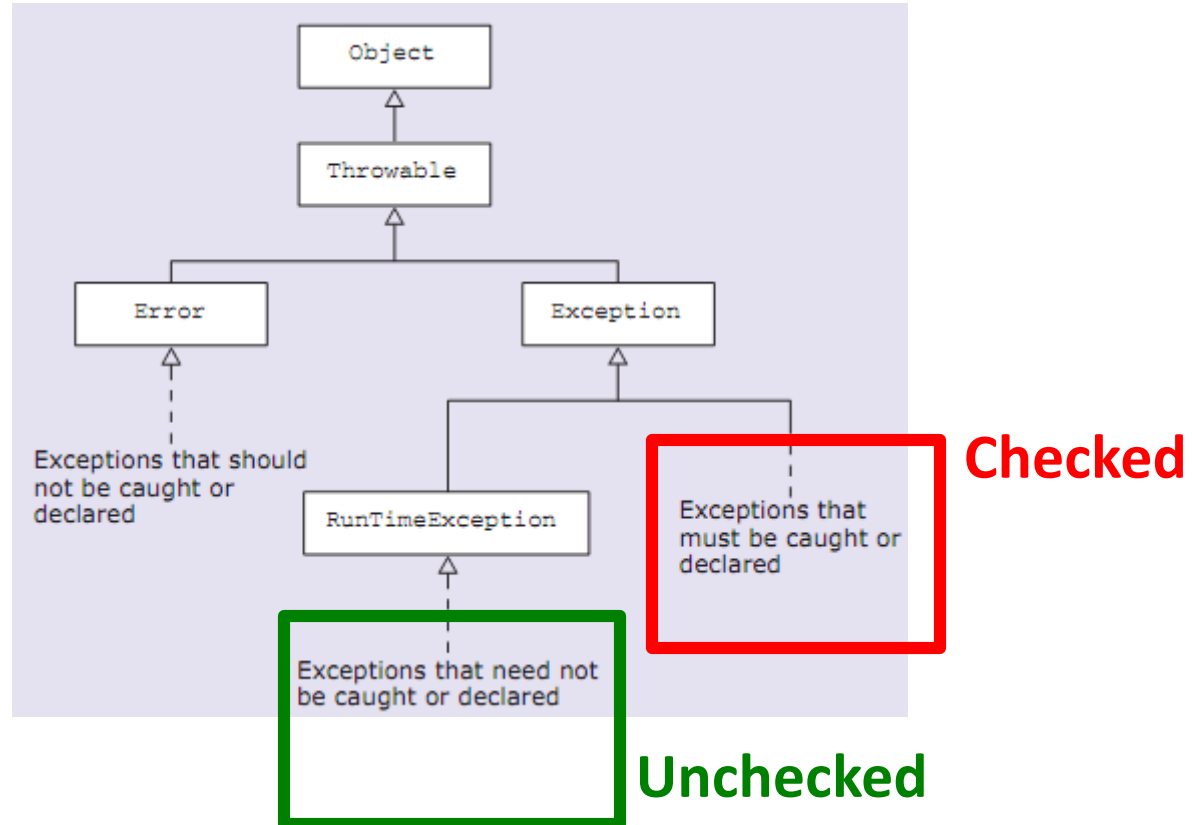 Object
Throwable
Error
Exception
Exceptions that should
not be caught or
declared
RunTimeException
Checked
Exceptions that
must be caught or
declared
Exceptions that need not
be caught or declared
Unchecked